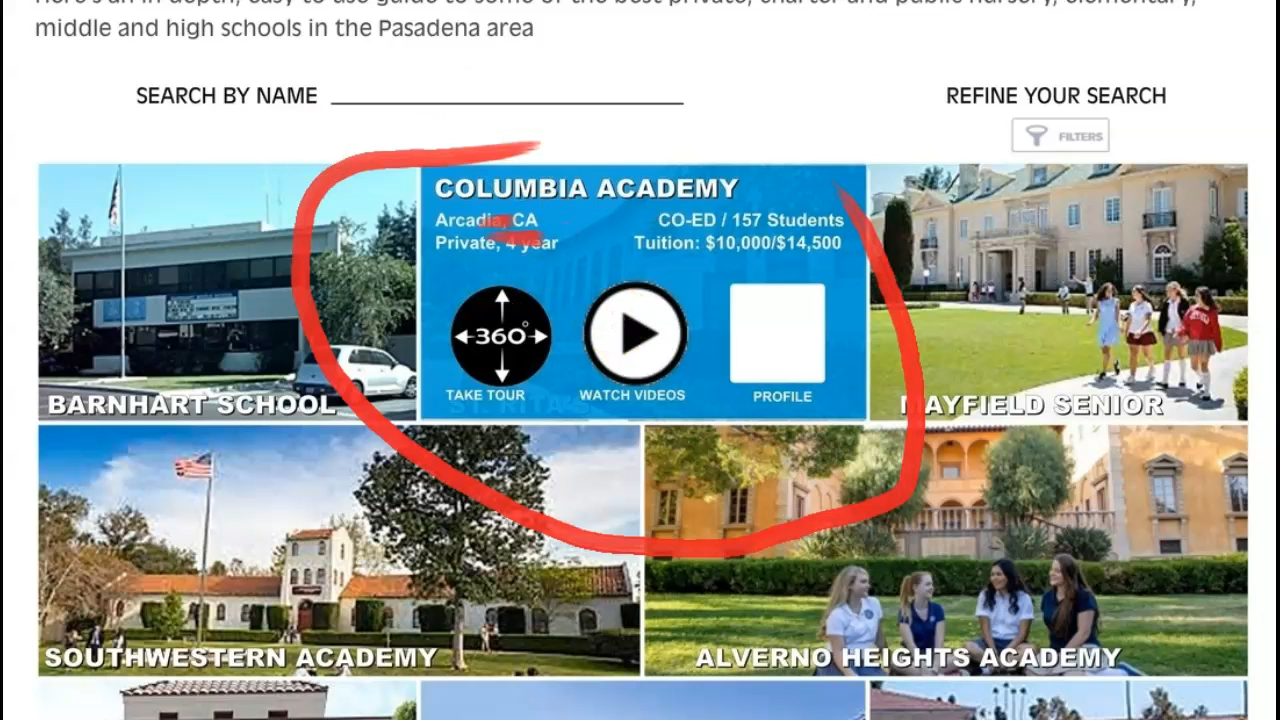 middle and high schools in the Pasadena area
SEARCH BY NAME
REFINE YOUR SEARCH
FILTERS
COLUMBIA ACADEMY
Arcadia, CA
CO-ED / 157 Students
Private, 4 year
Tuition: $10,000/$14,500
360°
TAKE TOUR
WATCH VIDEOS
PROFILE
ST. RITA'S
BARNHART SCHOOL
MAYFIELD SENIOR
SOUTHWESTERN ACADEMY
ALVERNO HEIGHTS ACADEMY